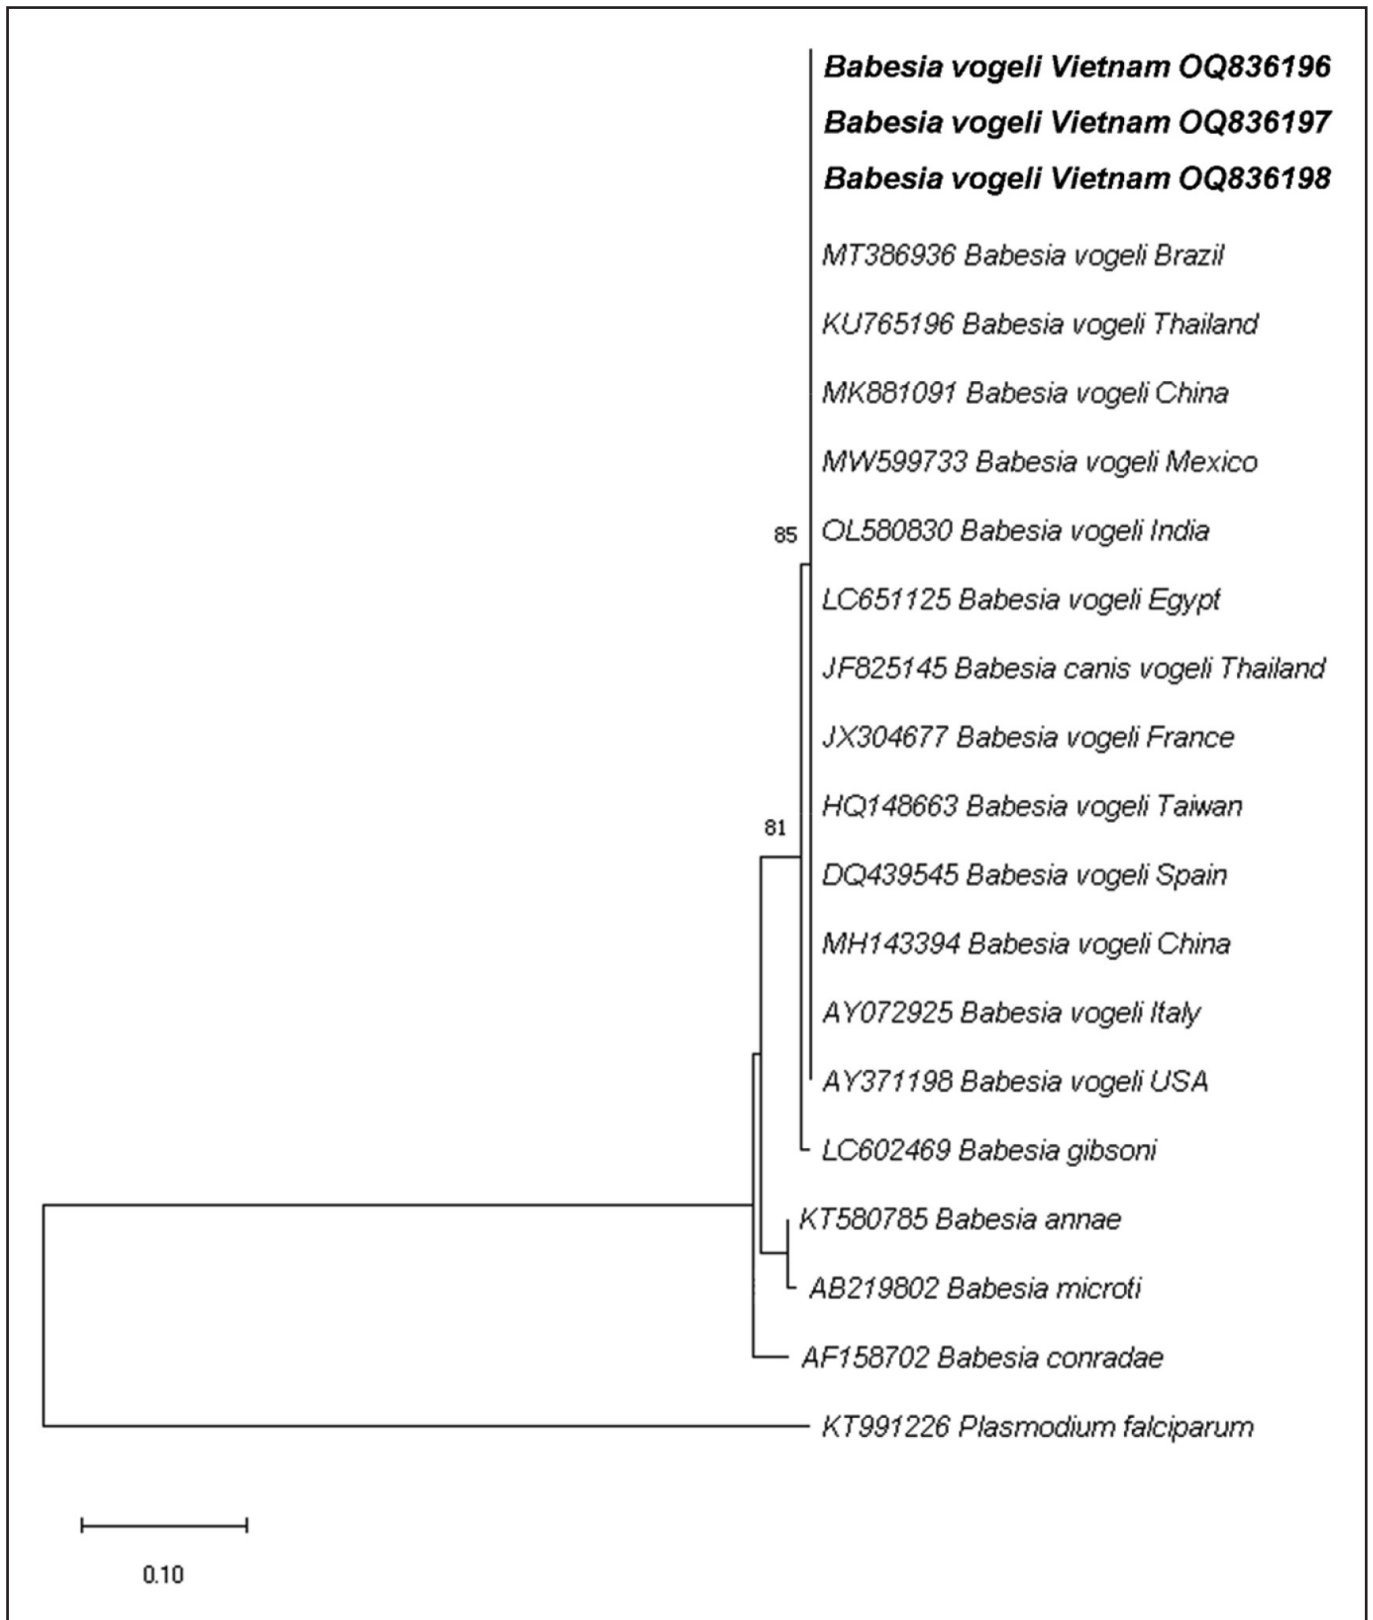 Babesia vogeli Vietnam OQ836196
Babesia vogeli Vietnam OQ836197
Babesia vogeli Vietnam OQ836198
MT386936 Babesia vogeli Brazil
KU765196 Babesia vogeli Thailand
MK881091 Babesia vogeli China
MW599733 Babesia vogeli Mexico
85
OL580830 Babesia vogeli India
LC651125 Babesia vogeli Egypt
JF825145 Babesia canis vogeli Thailand
JX304677 Babesia vogeli France
HQ148663 Babesia vogeli Taiwan
81
DQ439545 Babesia vogeli Spain
MH143394 Babesia vogeli China
AY072925 Babesia vogeli Italy
AY371198 Babesia vogeli USA
LC602469 Babesia gibsoni
KT580785 Babesia annae
AB219802 Babesia microti
AF158702 Babesia conradae
KT991226 Plasmodium falciparum
0.10